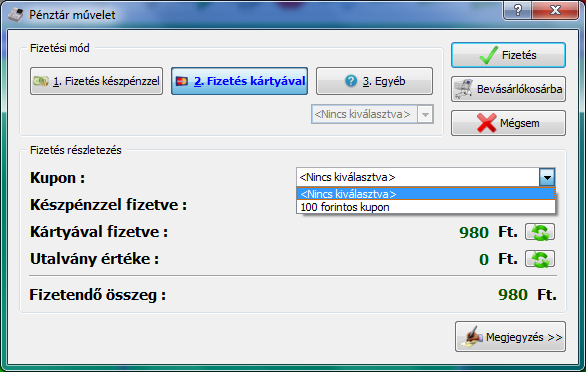 Pénztár művelet
Fizetési mód
1. Fizetés készpénzzel
2. Fizetés kártyával
3. Egyéb
<Nincs kiválasztva>
Fizetés
Bevásárlókosárba
Mégsem
Fizetés részletezés
Kupon :
<Nincs kiválasztva>
<Nincs kiválasztva>
100 forintos kupon
Készpénzzel fizetve :
Kártyával fizetve : 980 Ft.
Utalvány értéke : 0 Ft.
Fizetendő összeg : 980 Ft.
Megjegyzés >>